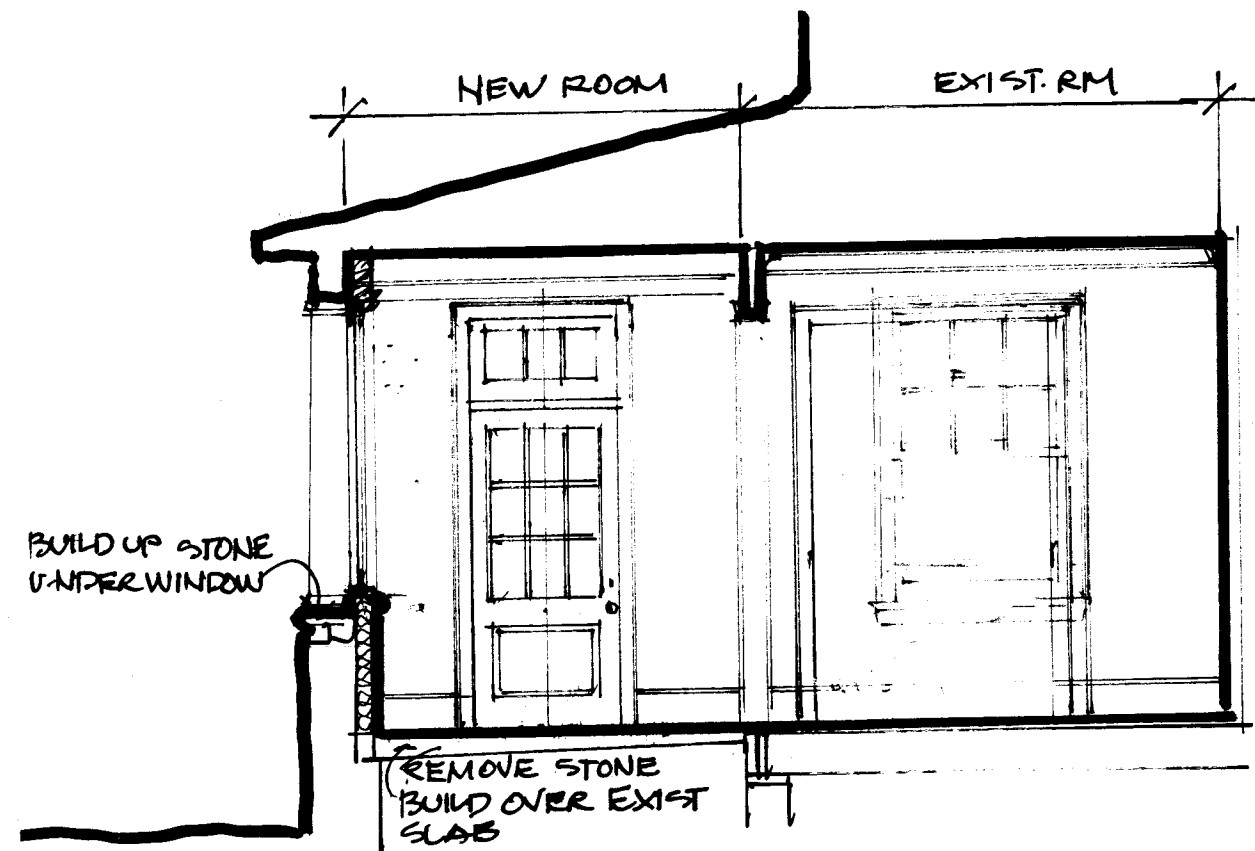 NEW ROOM
EXIST. RM
BUILD UP STONE
UNDER WINDOW
REMOVE STONE
BUILD OVER EXIST
SLAB